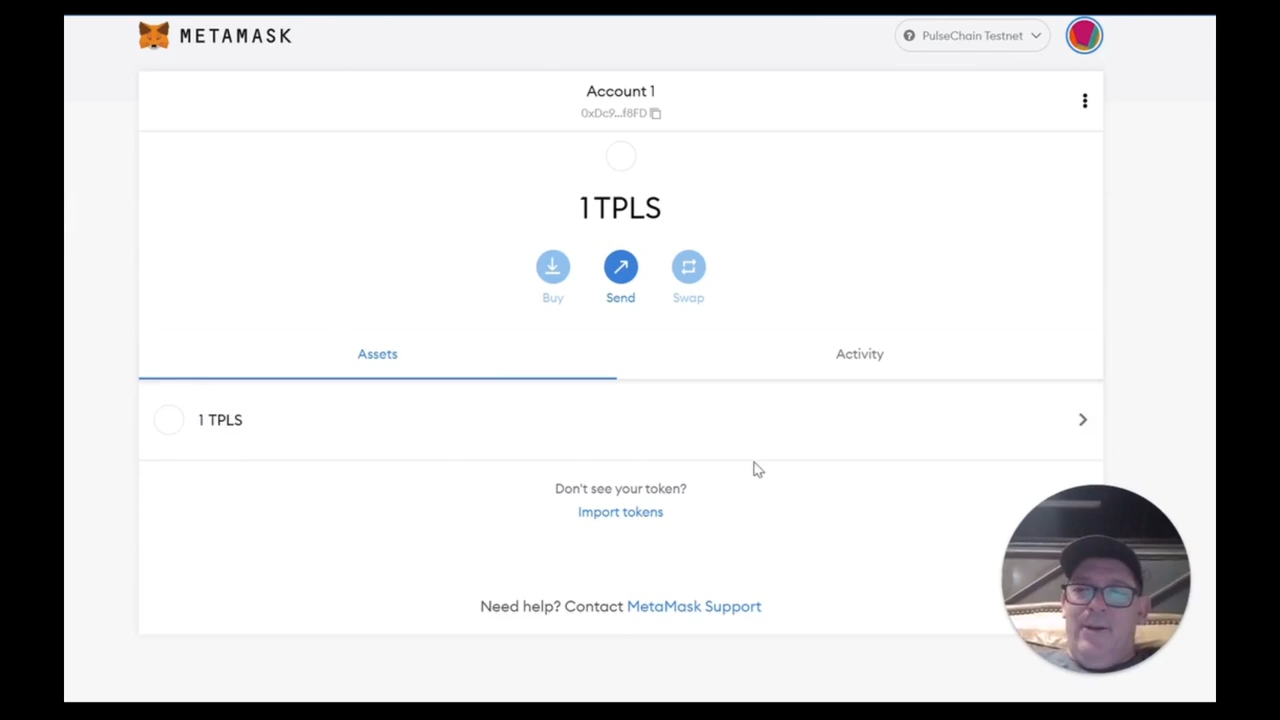 METAMASK
PulseChain Testnet
Account 1
0xDc9...f8FD
1 TPLS
Buy
Send
Swap
Assets
Activity
1 TPLS
Don't see your token?
Import tokens
Need help? Contact MetaMask Support